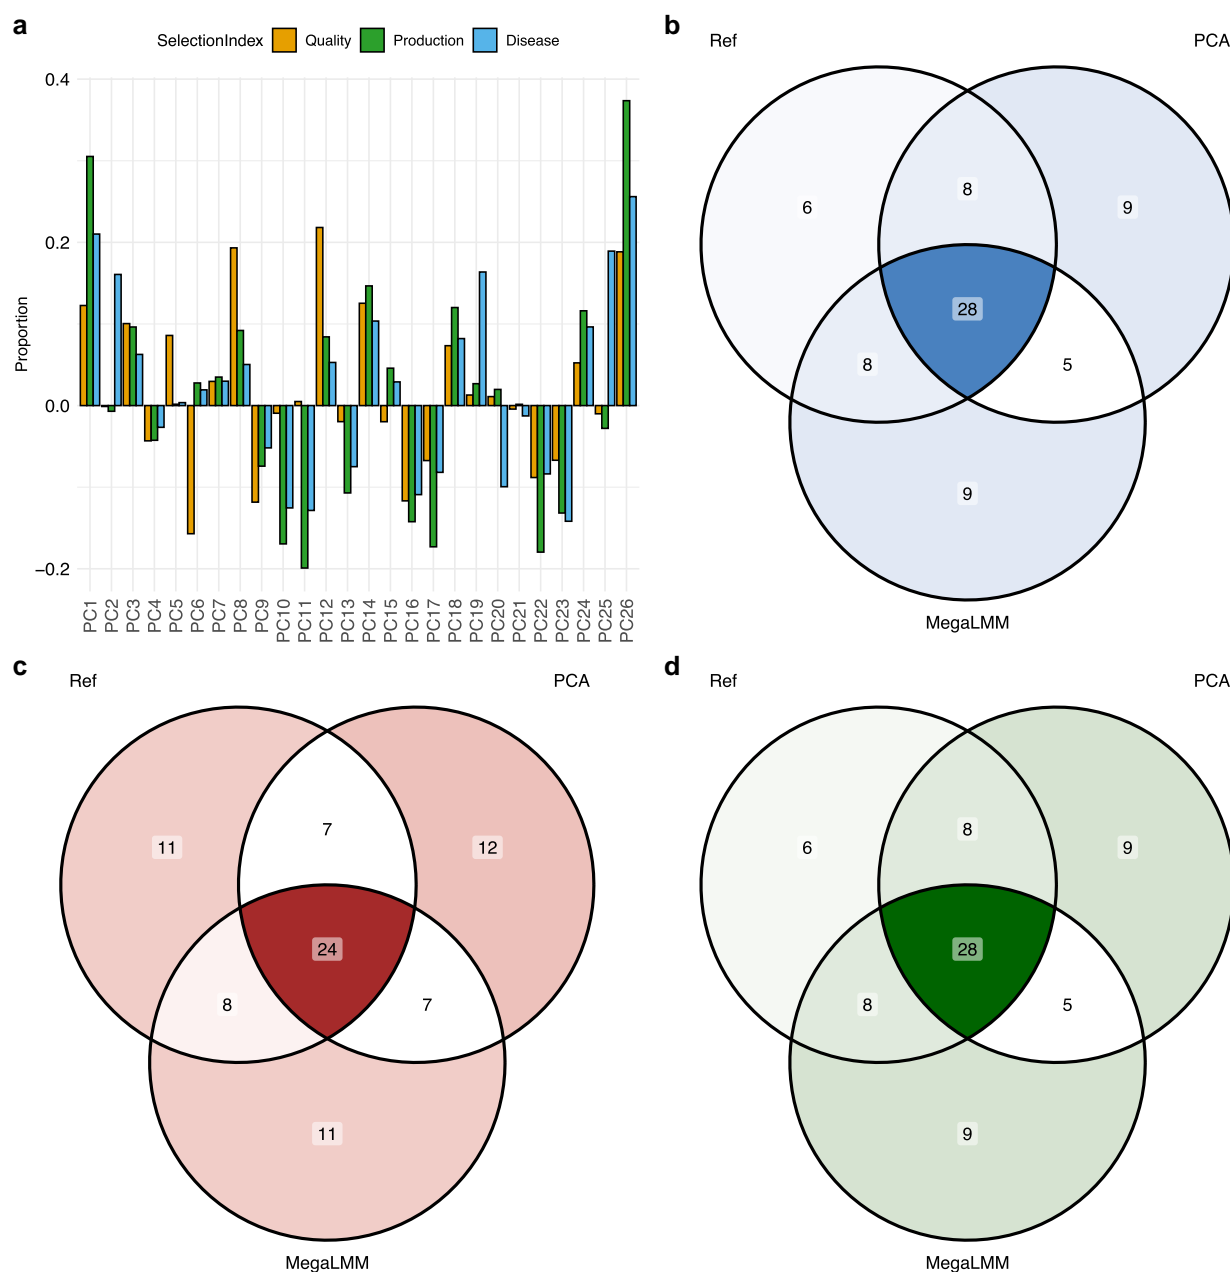 a
SelectionIndex Quality Production Disease
0.4
0.2
0.0
−0.2
Proportion
PC1 PC2 PC3 PC4 PC5 PC6 PC7 PC8 PC9 PC10 PC11 PC12 PC13 PC14 PC15 PC16 PC17 PC18 PC19 PC20 PC21 PC22 PC23 PC24 PC25 PC26
b
Ref PCA
8
6 9
28
8 5
9
MegaLMM
c
Ref PCA
7
11 12
24
8 7
11
MegaLMM
d
Ref PCA
8
6 9
28
8 5
9
MegaLMM